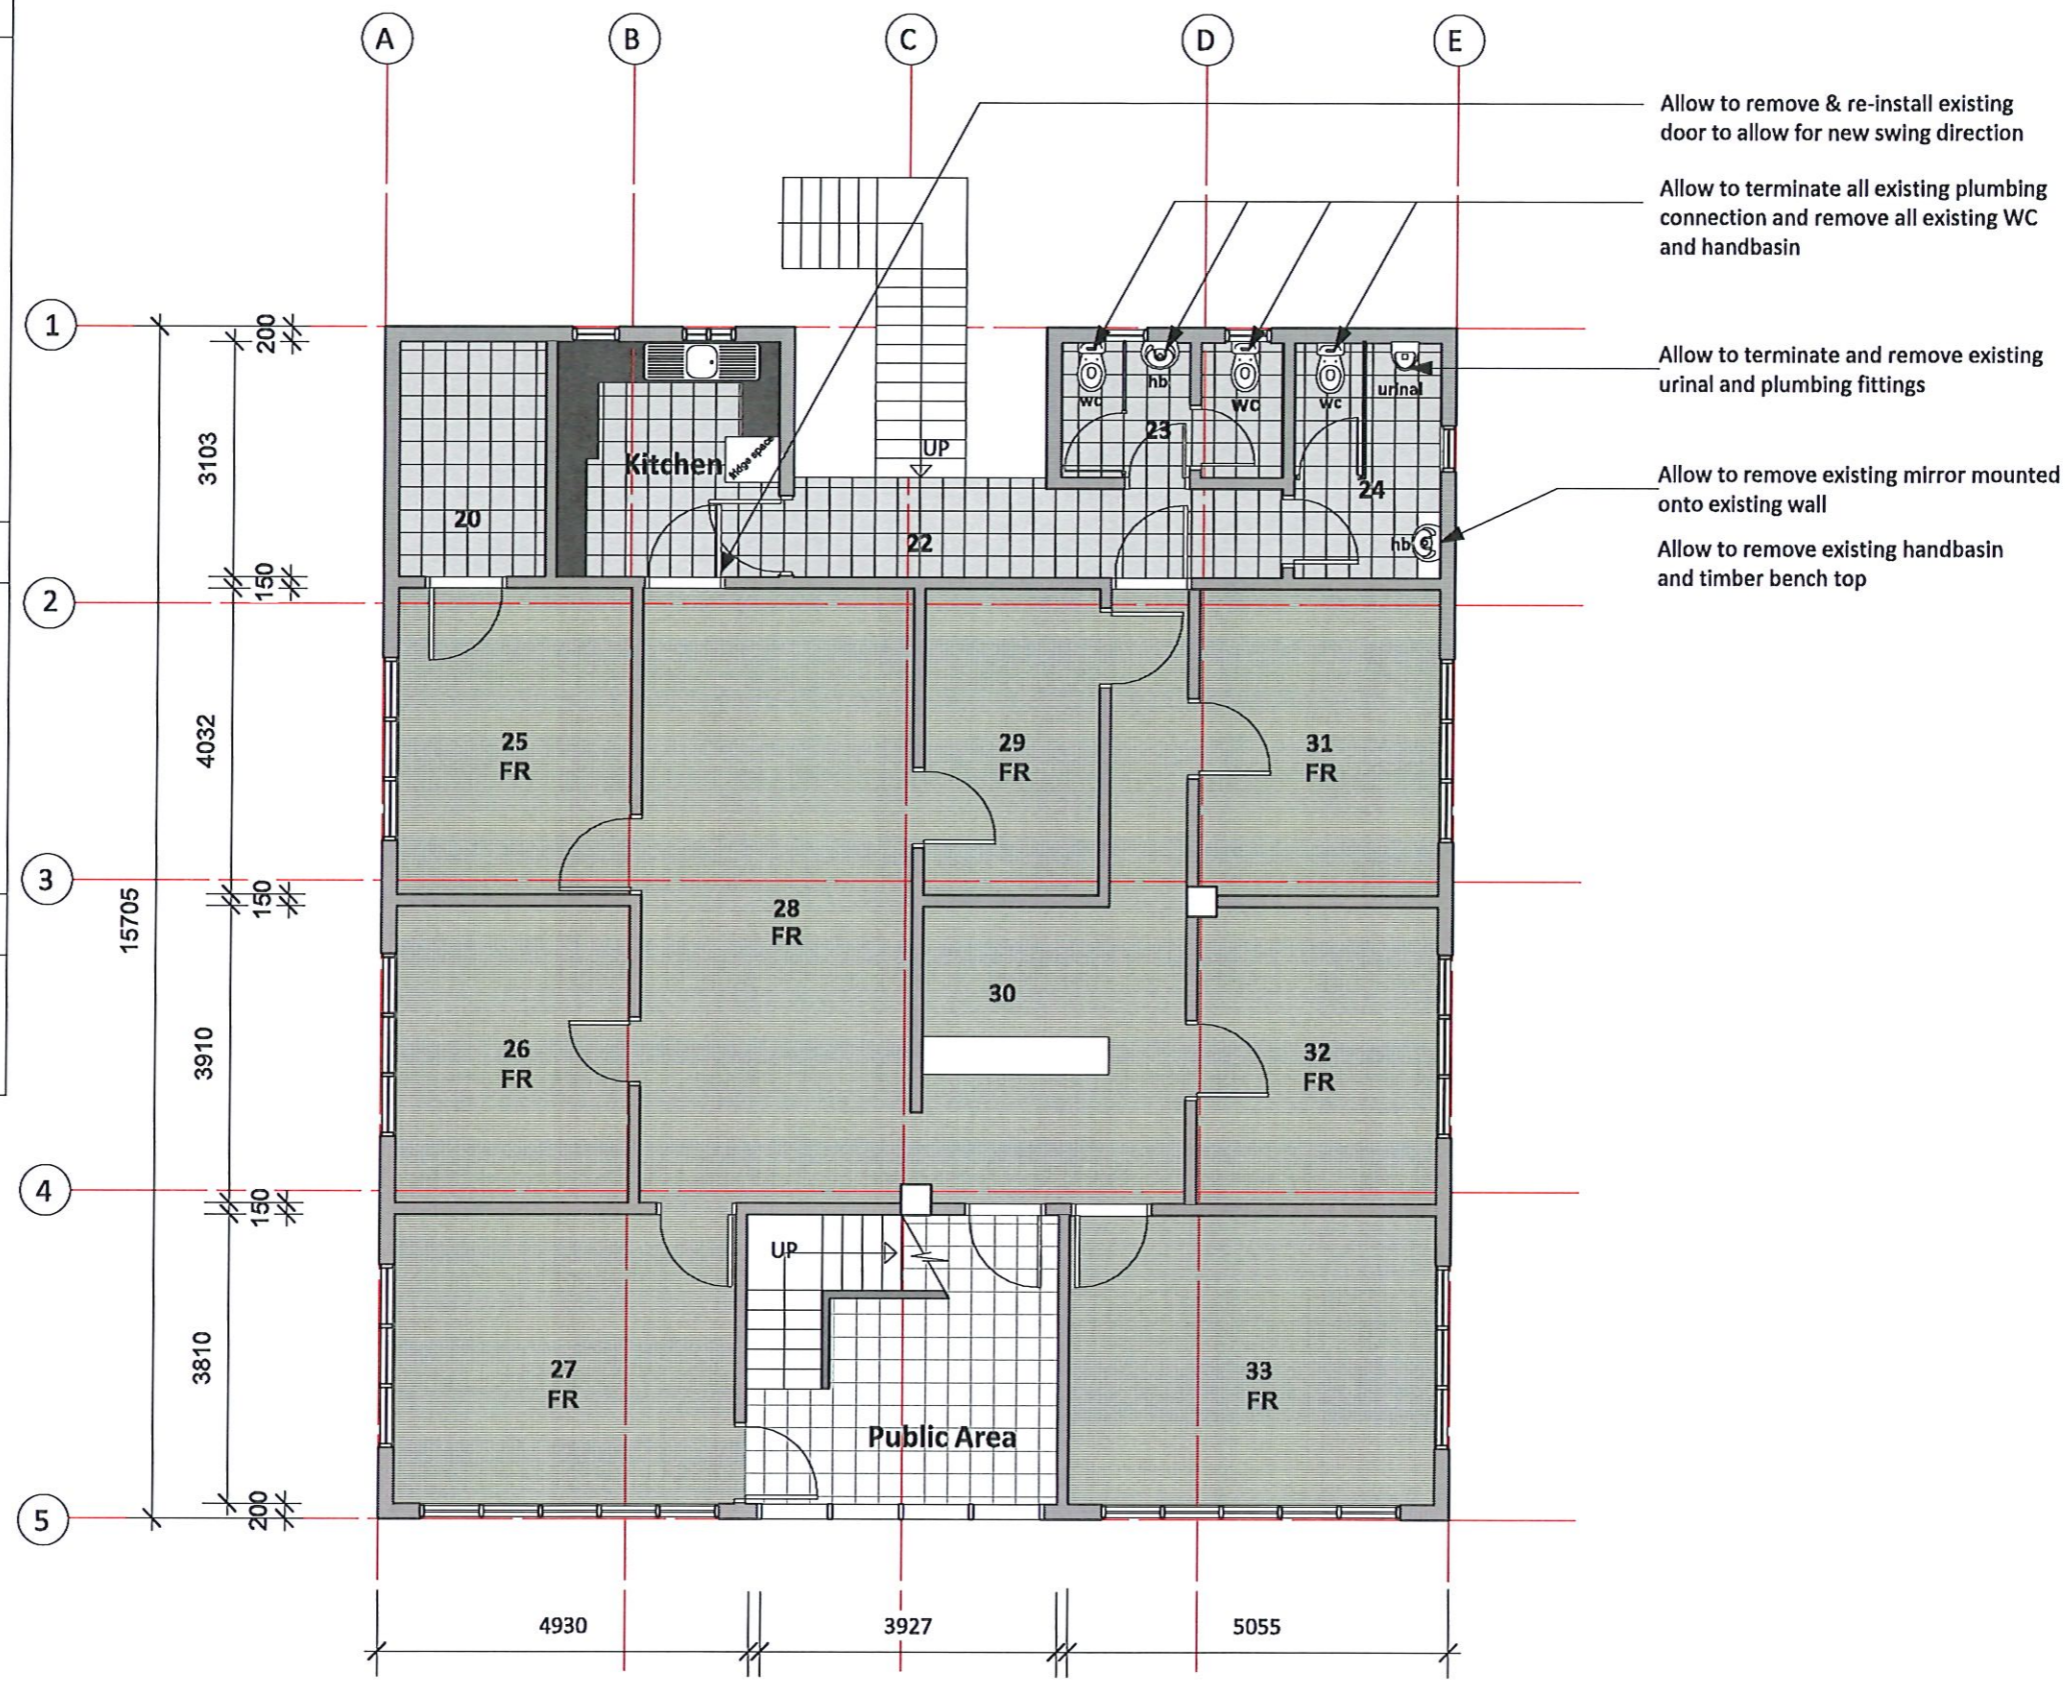 A
B
C
D
E
Allow to remove & re-install existing
door to allow for new swing direction
Allow to terminate all existing plumbing
connection and remove all existing WC
and handbasin
1
200
wc
hb
wc
wc
urinal
Allow to terminate and remove existing
urinal and plumbing fittings
3103
UP
23
Kitchen
fridge space
24
Allow to remove existing mirror mounted
onto existing wall
20
22
hb
Allow to remove existing handbasin
and timber bench top
2
150
4032
25
FR
29
FR
31
FR
3
150
15705
28
FR
30
3910
26
FR
32
FR
4
150
UP
3810
27
FR
33
FR
Public Area
5
200
4930
3927
5055